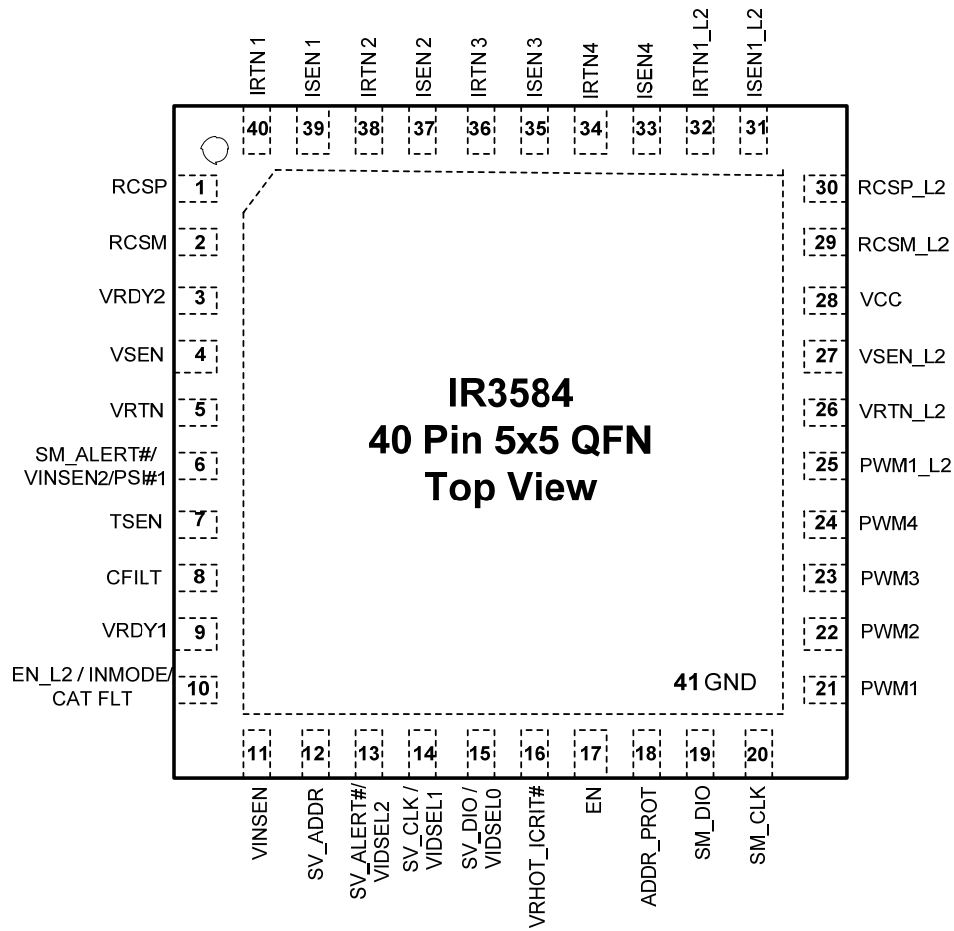 IRTN 1
ISEN 1
IRTN 2
ISEN 2
IRTN 3
ISEN 3
IRTN4
ISEN4
IRTN1_L2
ISEN1_L2
40 39 38 37 36 35 34 33 32 31
RCSP 1
RCSM 2
VRDY2 3
VSEN 4
VRTN 5
SM_ALERT#/
VINSEN2/PSI#1
6
TSEN 7
CFILT 8
VRDY1 9
EN_L2 / INMODE/
CAT FLT
10
IR3584
40 Pin 5x5 QFN
Top View
41 GND
30 RCSP_L2
29 RCSM_L2
28 VCC
27 VSEN_L2
26 VRTN_L2
25 PWM1_L2
24 PWM4
23 PWM3
22 PWM2
21 PWM1
11 12 13 14 15 16 17 18 19 20
VINSEN
SV_ADDR
SV_ALERT#/
VIDSEL2
SV_CLK /
VIDSEL1
SV_DIO /
VIDSEL0
VRHOT_ICRIT#
EN
ADDR_PROT
SM_DIO
SM_CLK